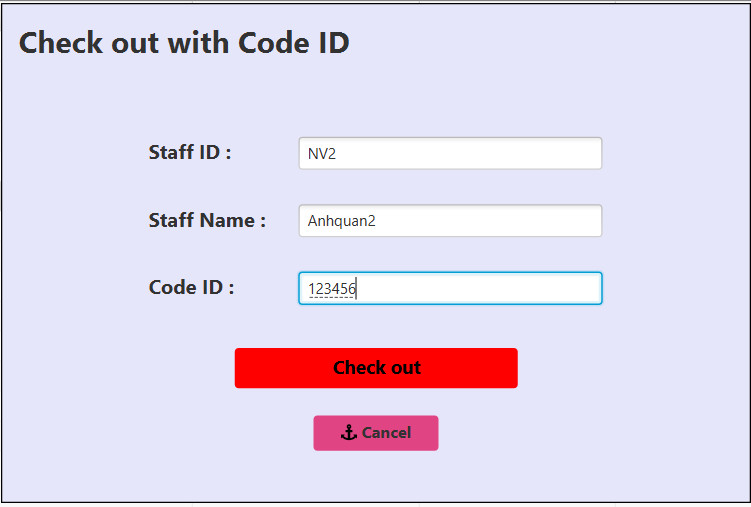 Check out with Code ID
Staff ID : NV2
Staff Name : Anhquan2
Code ID : 123456
Check out
Cancel